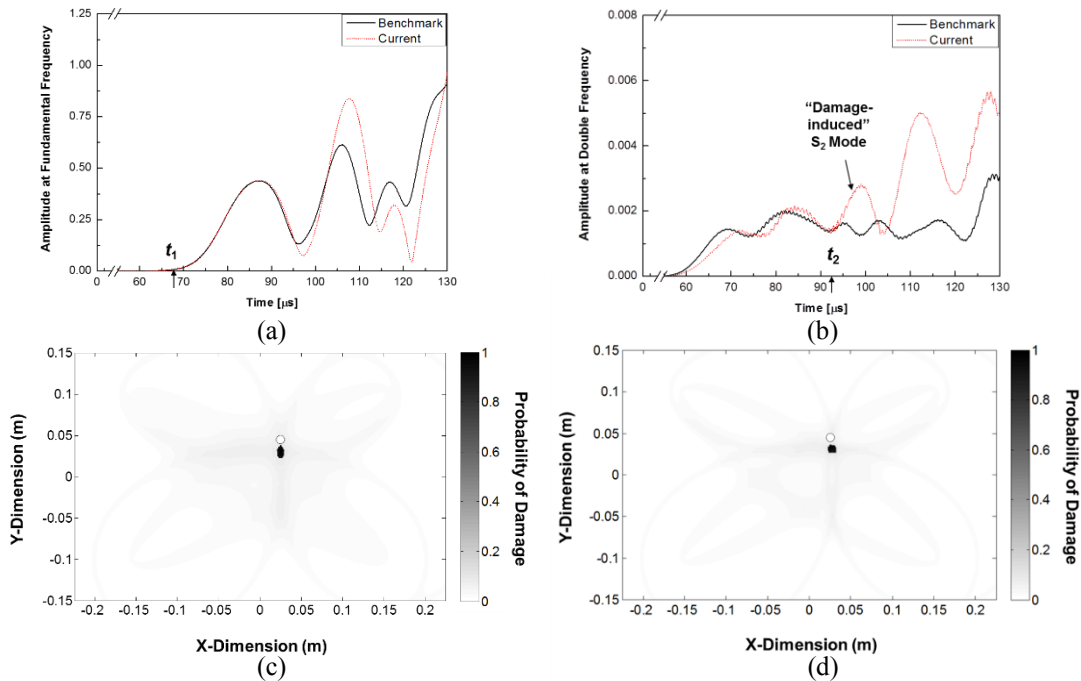 1.25
1.00
0.75
0.50
0.25
0.00
Amplitude at Fundamental Frequency
Benchmark
Current
t1
60 70 80 90 100 110 120 130
Time [μs]
(a)
0.008
0.006
0.004
0.002
0.000
Amplitude at Double Frequency
Benchmark
Current
“Damage-
induced”
S2 Mode
t2
60 70 80 90 100 110 120 130
Time [μs]
(b)
0.15
0.1
0.05
0
-0.05
-0.1
-0.15
Y-Dimension (m)
-0.2 -0.15 -0.1 -0.05 0 0.05 0.1 0.15 0.2
X-Dimension (m)
1
0.8
0.6
0.4
0.2
0
Probability of Damage
(c)
0.15
0.1
0.05
0
-0.05
-0.1
-0.15
Y-Dimension (m)
-0.2 -0.15 -0.1 -0.05 0 0.05 0.1 0.15 0.2
X-Dimension (m)
1
0.8
0.6
0.4
0.2
0
Probability of Damage
(d)